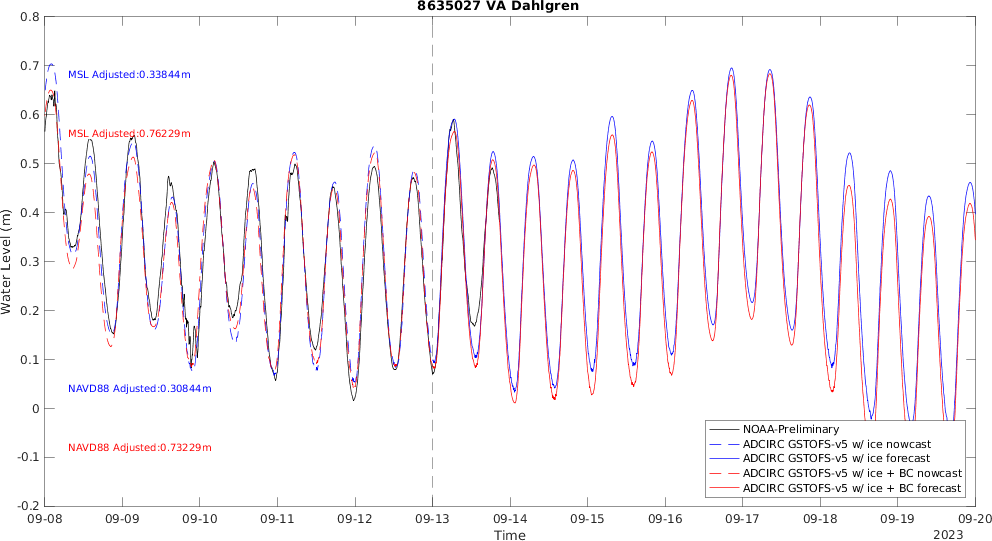 8635027 VA Dahlgren
0.8
0.7
0.6
0.5
0.4
0.3
0.2
0.1
0
-0.1
-0.2
Water Level (m)
MSL Adjusted:0.33844m
MSL Adjusted:0.76229m
NAVD88 Adjusted:0.30844m
NAVD88 Adjusted:0.73229m
NOAA-Preliminary
ADCIRC GSTOFS-v5 w/ ice nowcast
ADCIRC GSTOFS-v5 w/ ice forecast
ADCIRC GSTOFS-v5 w/ ice + BC nowcast
ADCIRC GSTOFS-v5 w/ ice + BC forecast
09-08 09-09 09-10 09-11 09-12 09-13 09-14 09-15 09-16 09-17 09-18 09-19 09-20
Time
2023